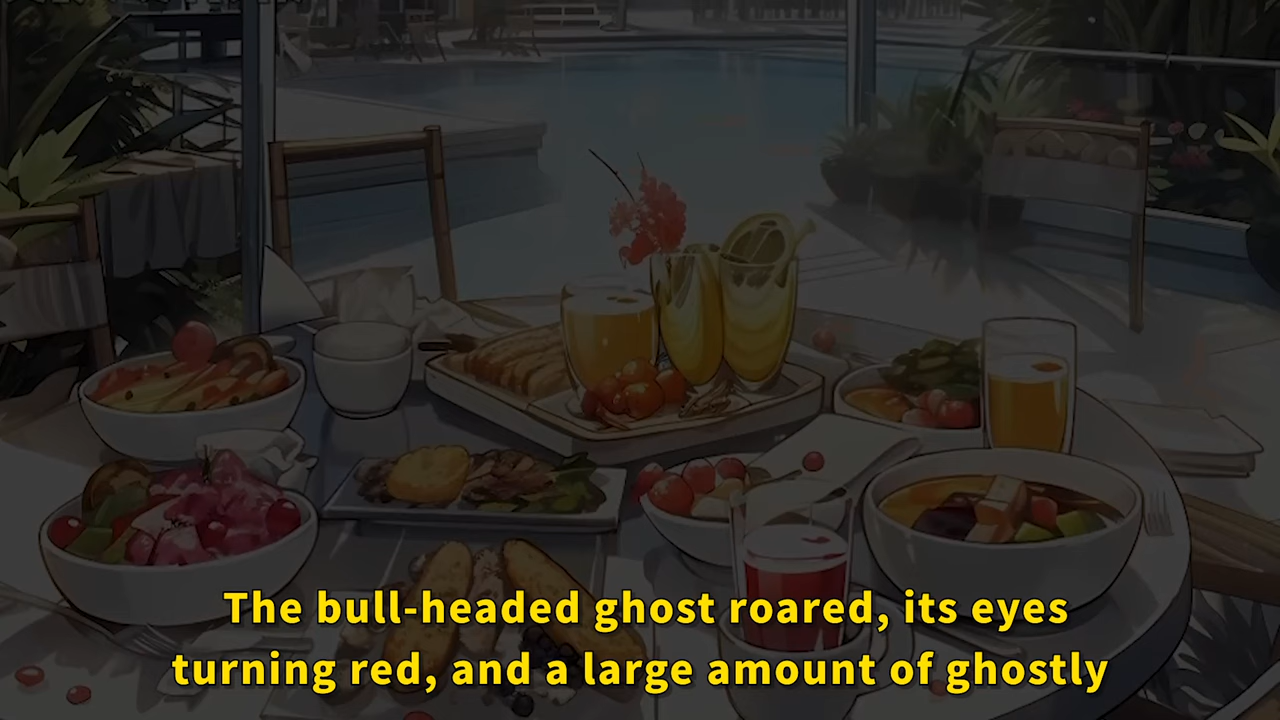 The bull-headed ghost roared, its eyes
turning red, and a large amount of ghostly